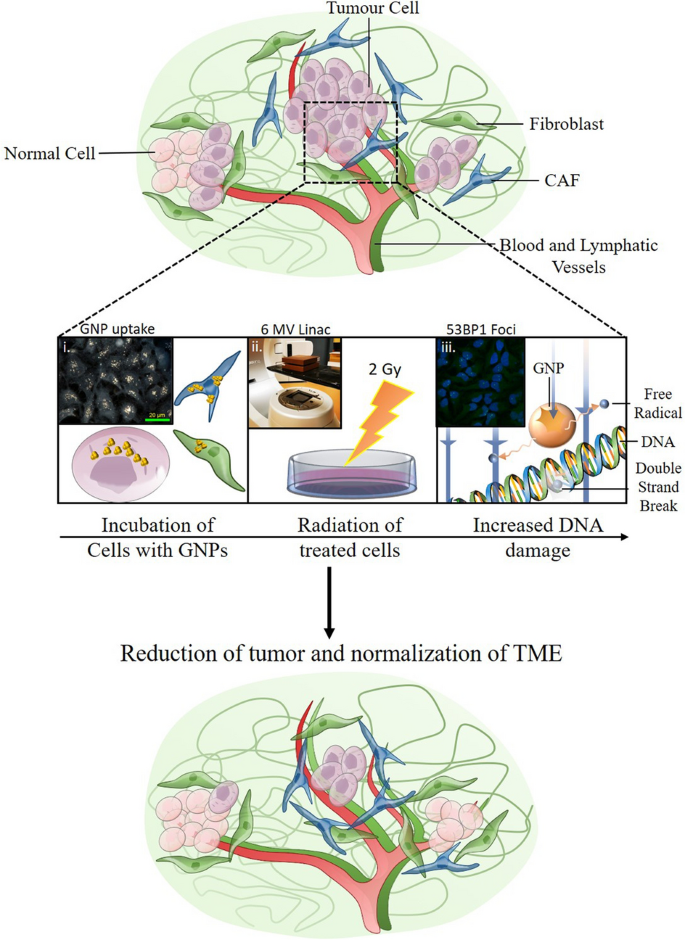 Tumour Cell
Fibroblast
Normal Cell
CAF
Blood and Lymphatic
Vessels
GNP uptake
6 MV Linac
53BP1 Foci
i.
ii.
iii.
20 µm
2 Gy
GNP
Free
Radical
DNA
Double
Strand
Break
Incubation of
Cells with GNPs
Radiation of
treated cells
Increased DNA
damage
Reduction of tumor and normalization of TME